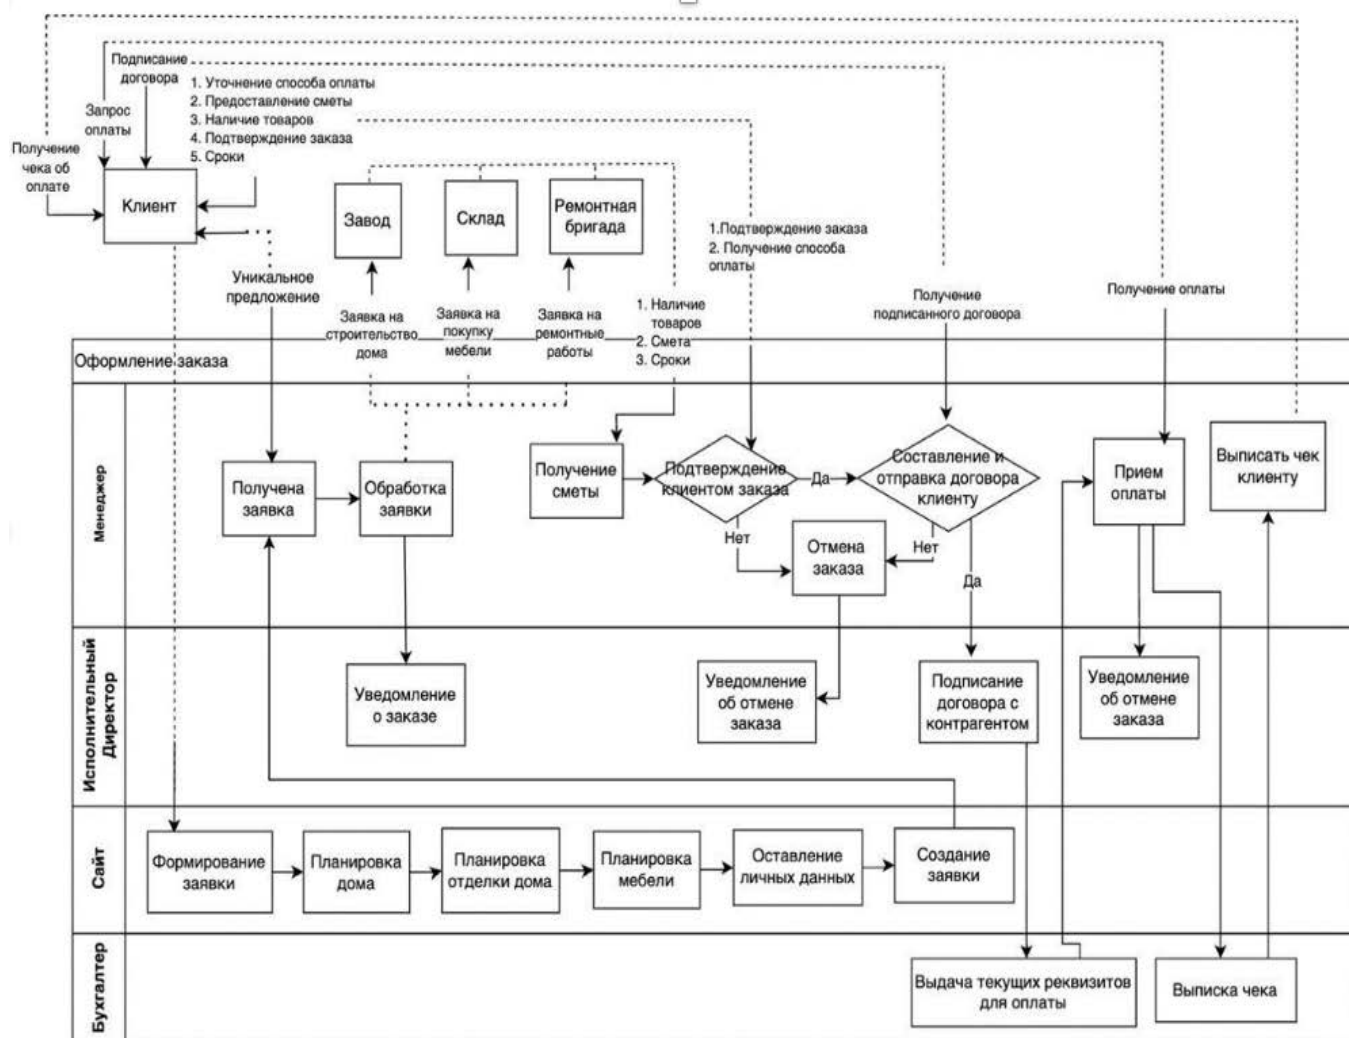 Подписание
договора
1. Уточнение способа оплаты
2. Предоставление сметы
3. Наличие товаров
4. Подтверждение заказа
5. Сроки
Запрос
оплаты
Получение
чека об
оплате
Клиент
Завод
Склад
Ремонтная
бригада
1.Подтверждение заказа
2. Получение способа
оплаты
Уникальное
предложение
Заявка на
строительство
дома
Заявка на
покупку
мебели
Заявка на
ремонтные
работы
1. Наличие
товаров
2. Смета
3. Сроки
Получение
подписанного договора
Получение оплаты
Оформление заказа
Менеджер
Получена
заявка
Обработка
заявки
Получение
сметы
Подтверждение
клиентом заказа
Да
Составление и
отправка договора
клиенту
Прием
оплаты
Выписать чек
клиенту
Нет
Отмена
заказа
Нет
Да
Исполнительный
Директор
Уведомление
о заказе
Уведомление
об отмене
заказа
Подписание
договора с
контрагентом
Уведомление
об отмене
заказа
Сайт
Формирование
заявки
Планировка
дома
Планировка
отделки дома
Планировка
мебели
Оставление
личных данных
Создание
заявки
Бухгалтер
Выдача текущих реквизитов
для оплаты
Выписка чека